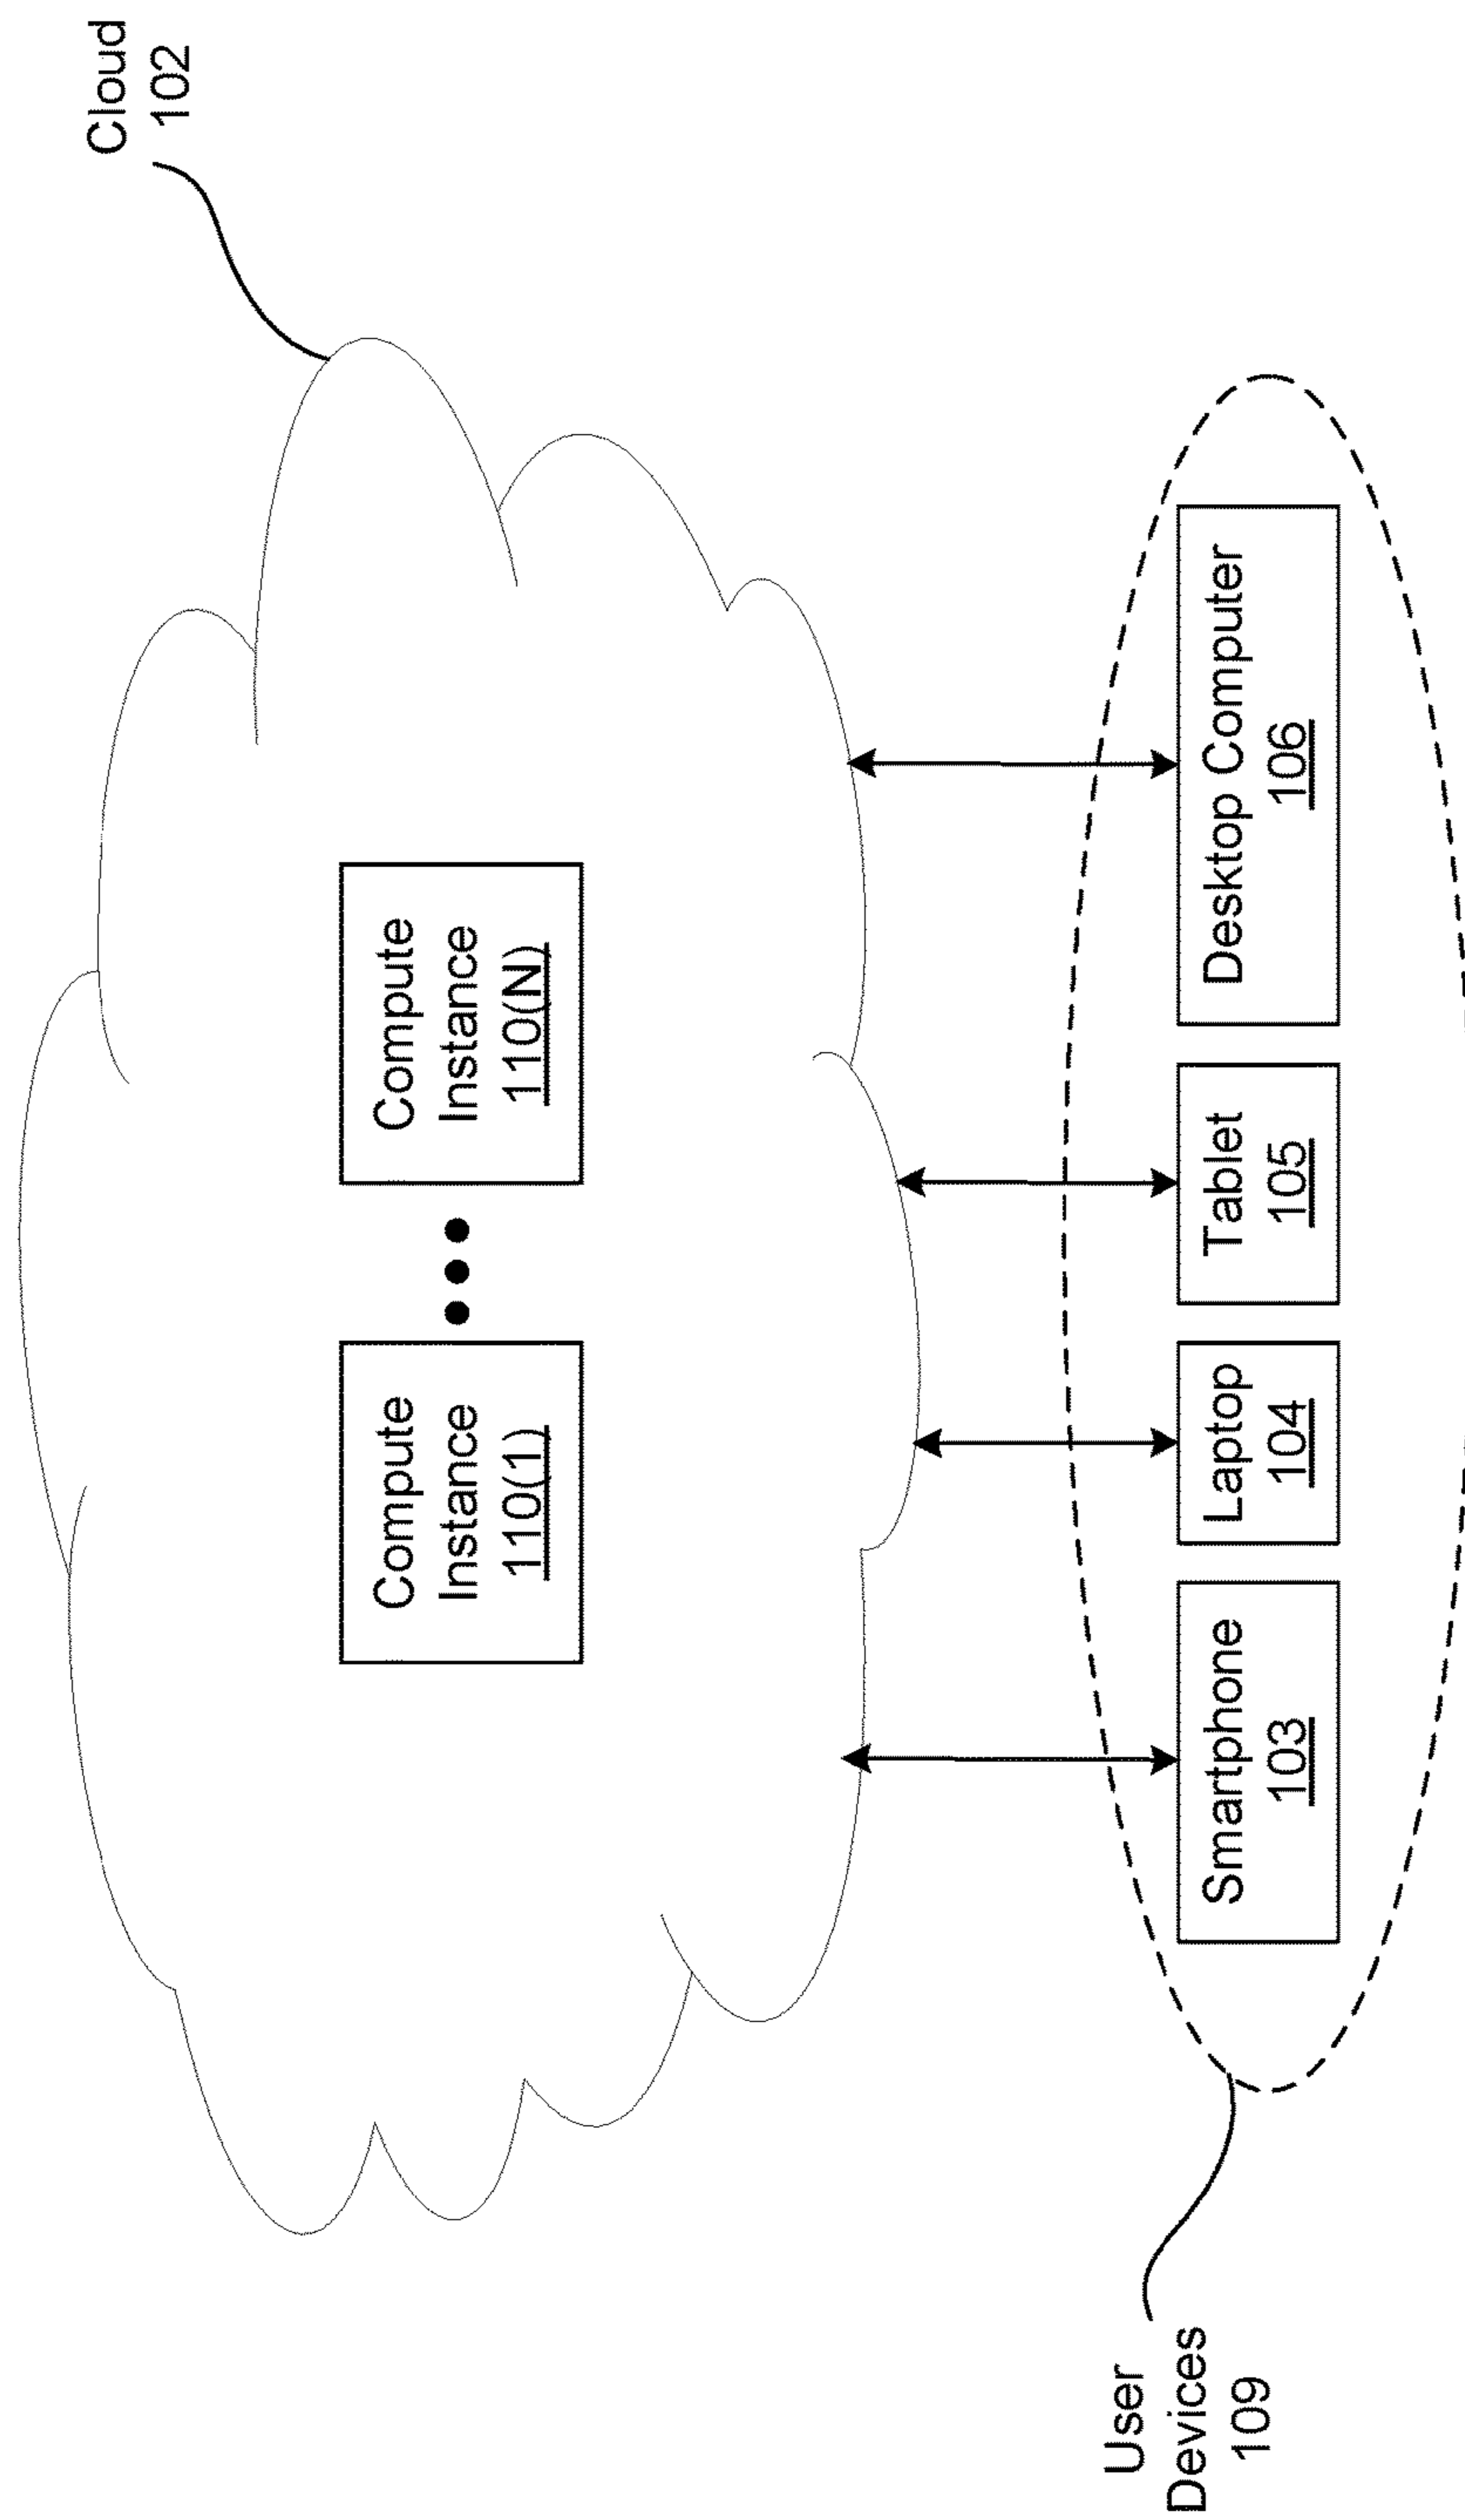 Cloud
102
Compute
Instance
110(1)
Compute
Instance
110(N)
User
Devices
109
Smartphone
103
Laptop
104
Tablet
105
Desktop Computer
106